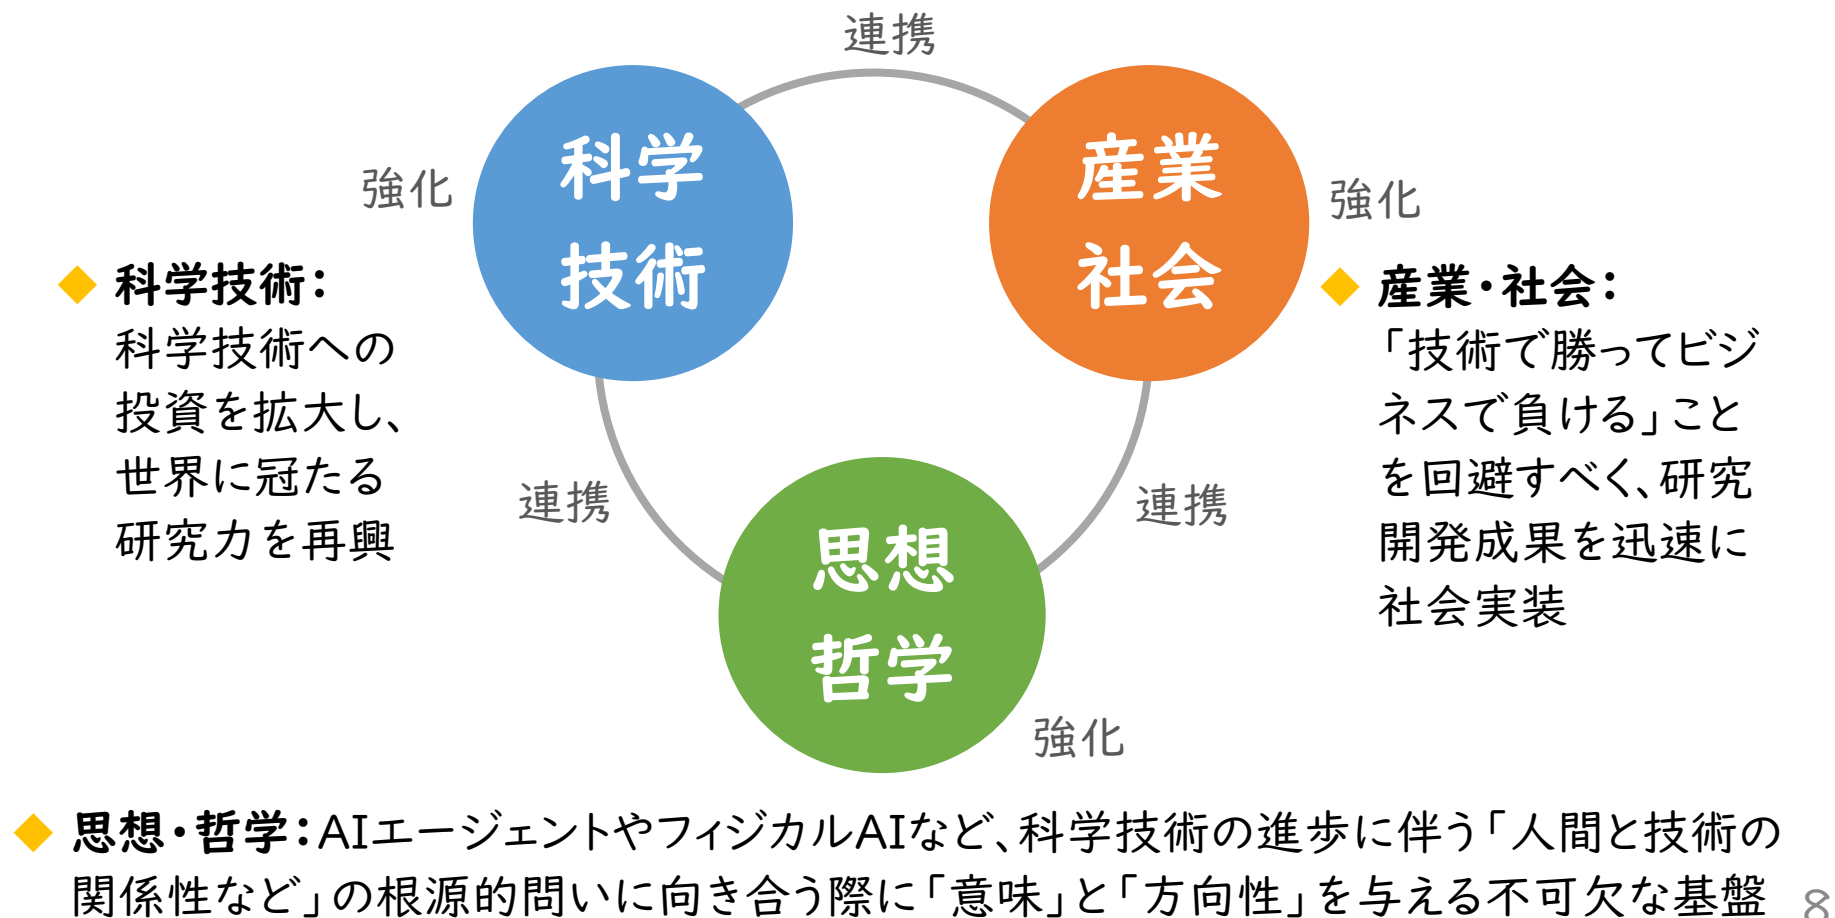 連携
科学
技術
産業
社会
強化
強化
◆ 科学技術：
科学技術への
投資を拡大し、
世界に冠たる
研究力を再興
◆ 産業・社会：
「技術で勝ってビジ
ネスで負ける」こと
を回避すべく、研究
開発成果を迅速に
社会実装
連携
連携
思想
哲学
強化
◆ 思想・哲学：AIエージェントやフィジカルAIなど、科学技術の進歩に伴う「人間と技術の
関係性など」の根源的問いに向き合う際に「意味」と「方向性」を与える不可欠な基盤
8